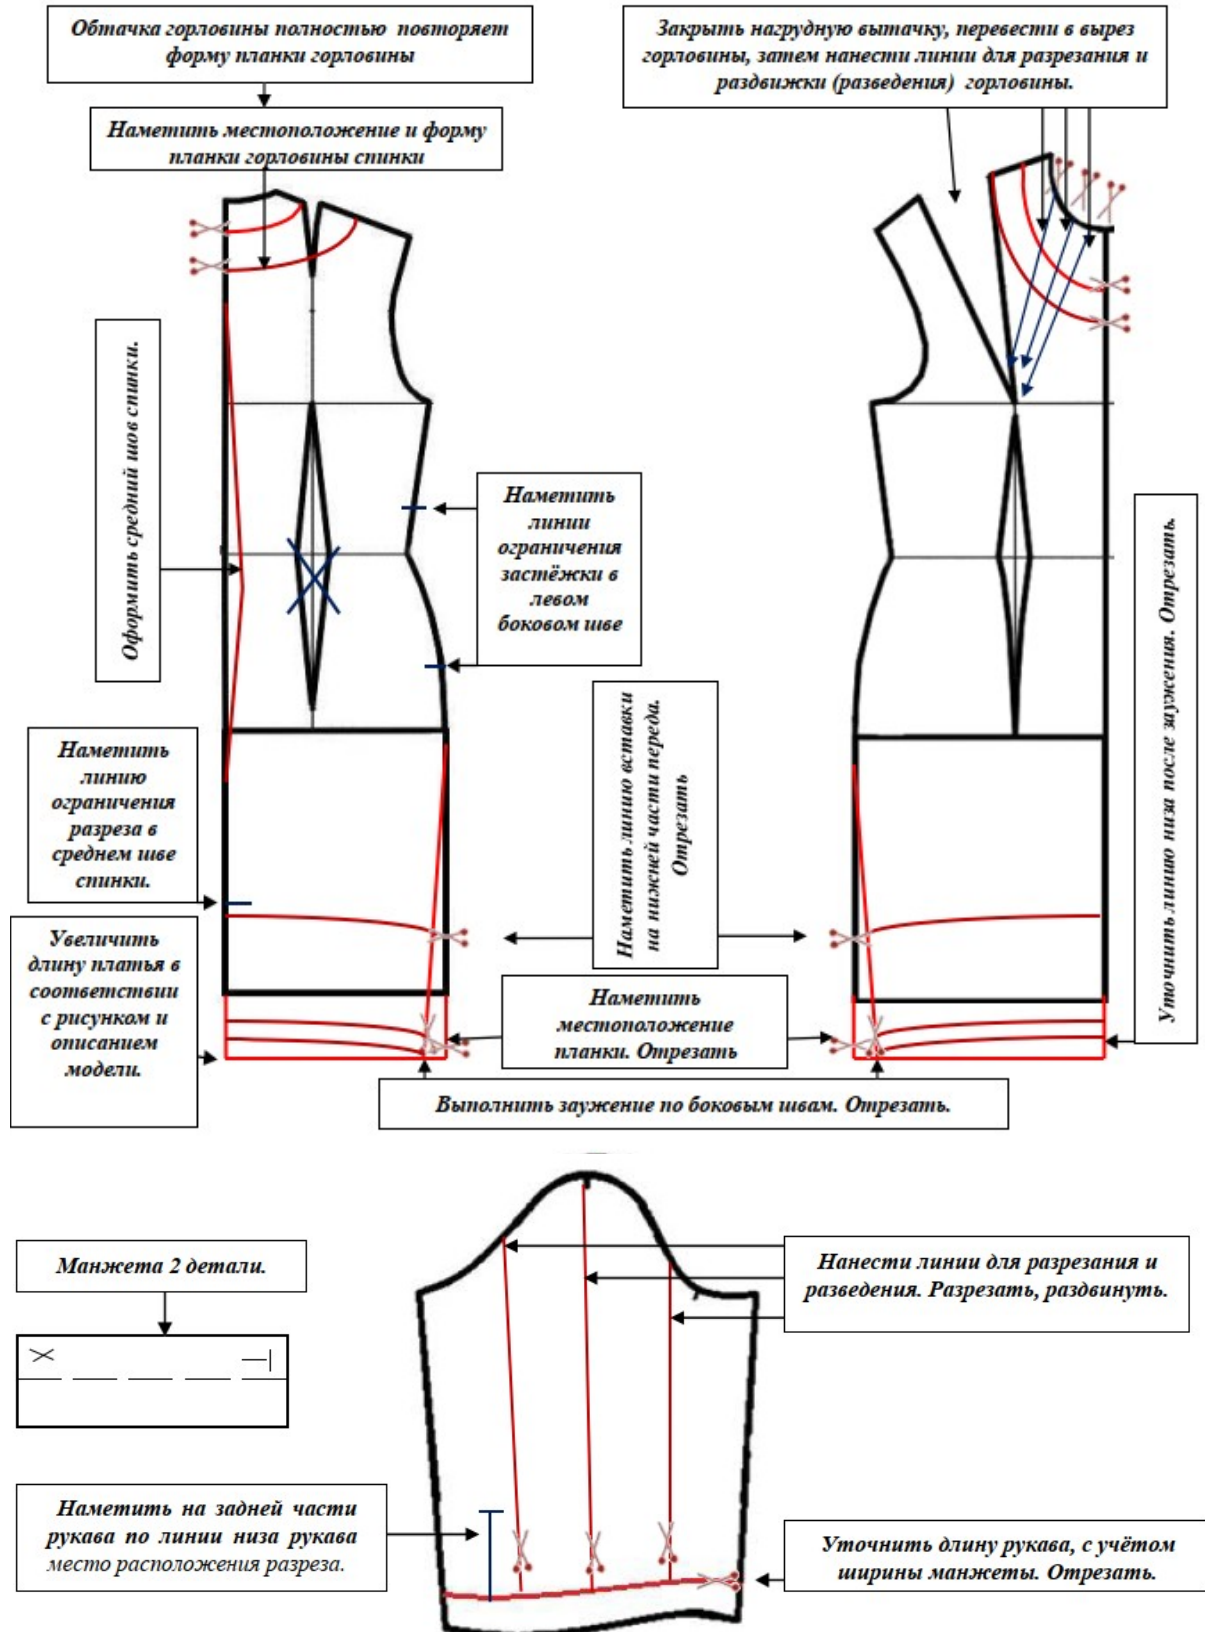 Обтачка горловины полностью повторяет
форму планки горловины
Закрыть нагрудную вытачку, перевести в вырез
горловины, затем нанести линии для разрезания и
раздвижки (разведения) горловины.
Наметить местоположение и форму
планки горловины спинки
Оформить средний шов спинки.
Наметить
линии
ограничения
застёжки в
левом
боковом шве
Уточнить линию низа после заужения. Отрезать.
Наметить линию вставки
на нижней части переда.
Отрезать
Наметить
линию
ограничения
разреза в
среднем шве
спинки.
Увеличить
длину платья в
соответствии
с рисунком и
описанием
модели.
Наметить
местоположение
планки. Отрезать
Выполнить заужение по боковым швам. Отрезать.
Манжета 2 детали.
Нанести линии для разрезания и
разведения. Разрезать, раздвинуть.
Наметить на задней части
рукава по линии низа рукава
место расположения разреза.
Уточнить длину рукава, с учётом
ширины манжеты. Отрезать.